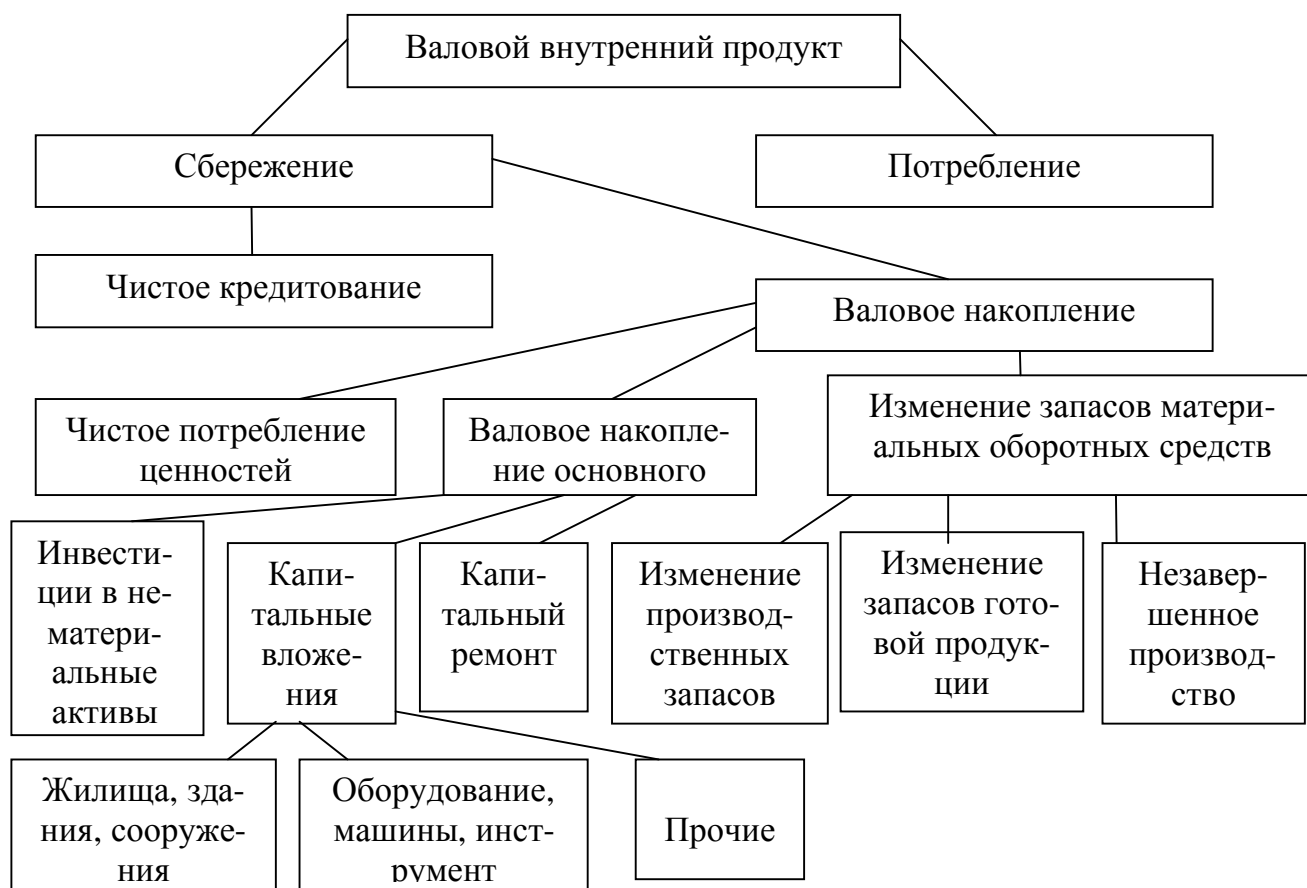 Валовой внутренний продукт
Сбережение
Потребление
Чистое кредитование
Валовое накопление
Чистое потребление
ценностей
Валовое накопле-
ние основного
Изменение запасов матери-
альных оборотных средств
Инвести-
ции в не-
матери-
альные
активы
Капи-
тальные
вложе-
ния
Капи-
тальный
ремонт
Изменение
производ-
ственных
запасов
Изменение
запасов гото-
вой продук-
ции
Незавер-
шенное
производ-
ство
Жилища, зда-
ния, сооруже-
ния
Оборудование,
машины, инст-
румент
Прочие